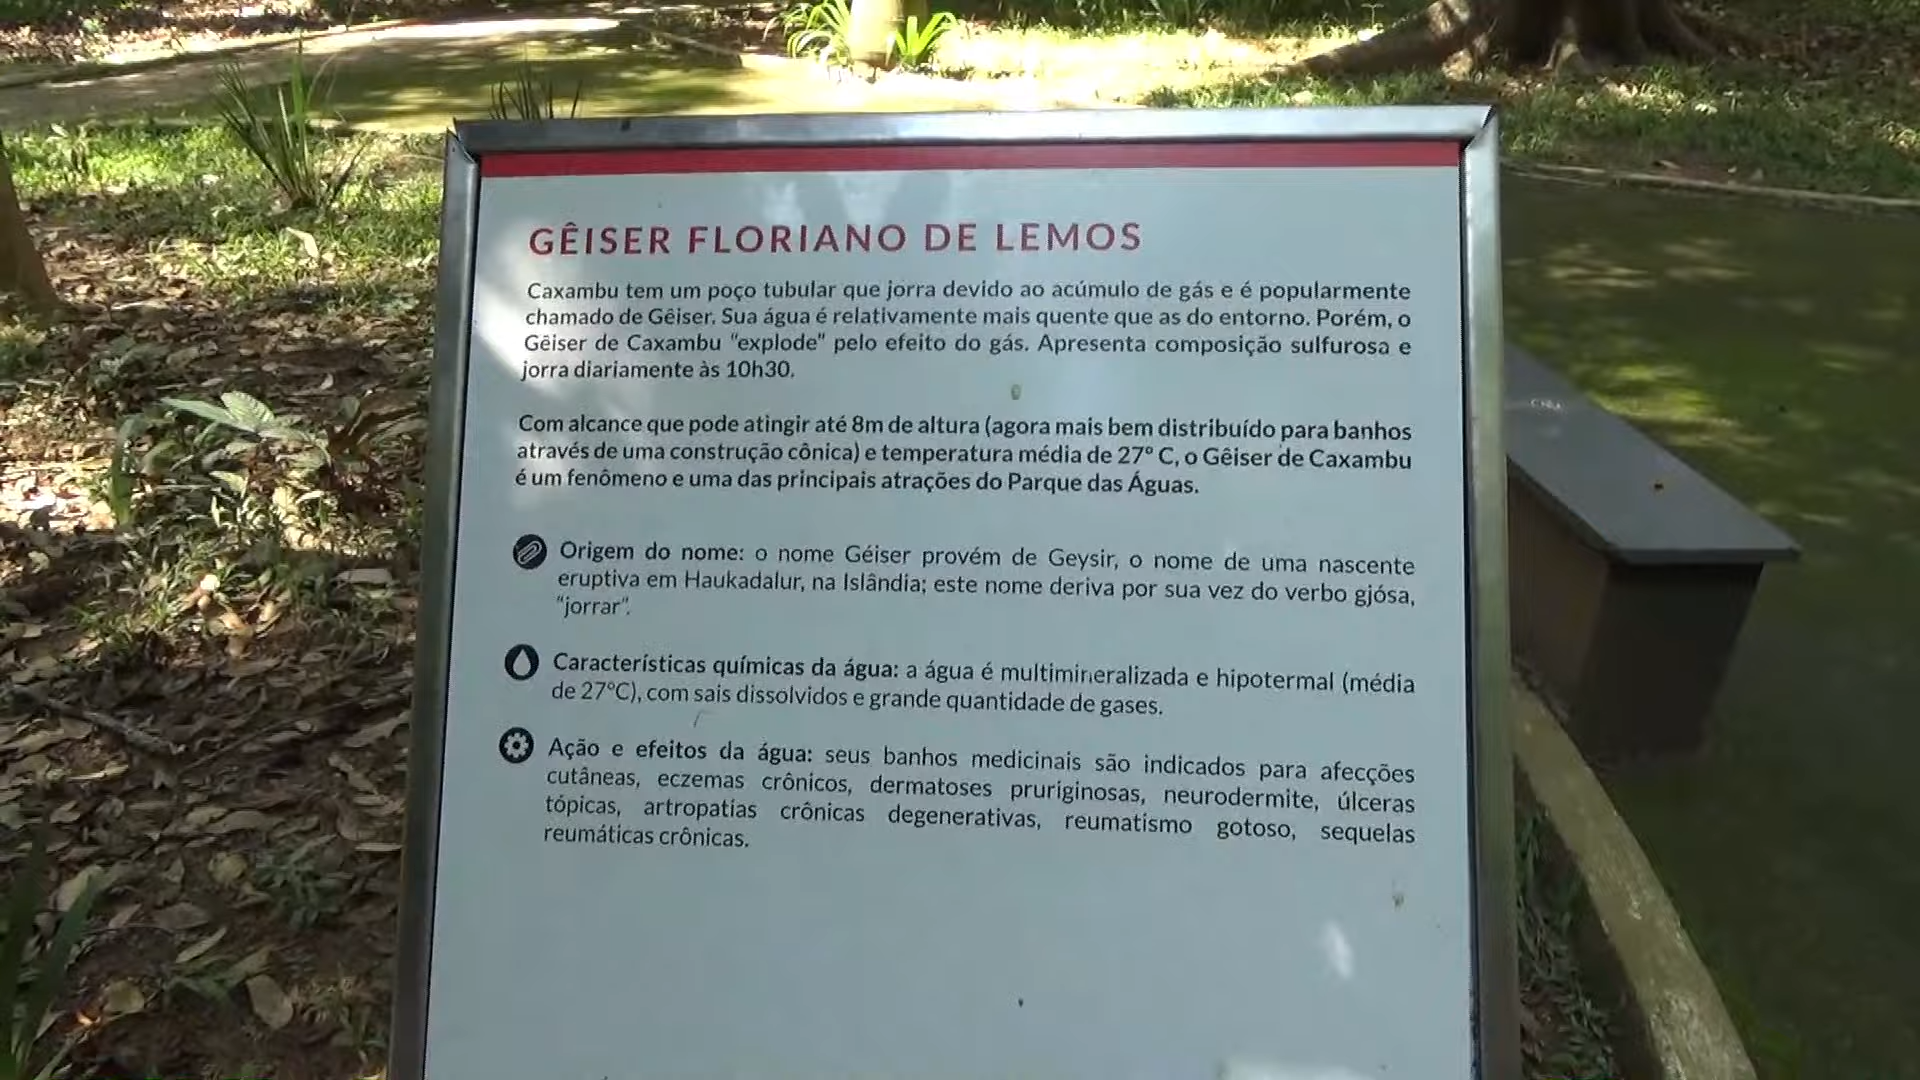 GÊISER FLORIANO DE LEMOS
Caxambu tem um poço tubular que jorra devido ao acúmulo de gás e é popularmente
chamado de Gêiser. Sua água é relativamente mais quente que as do entorno. Porém, o
Gêiser de Caxambu "explode" pelo efeito do gás. Apresenta composição sulfurosa e
jorra diariamente às 10h30.
Com alcance que pode atingir até 8m de altura (agora mais bem distribuído para banhos
através de uma construção cônica) e temperatura média de 27º C, o Gêiser de Caxambu
é um fenômeno e uma das principais atrações do Parque das Águas.
Origem do nome: o nome Géiser provém de Geysir, o nome de uma nascente
eruptiva em Haukadalur, na Islândia; este nome deriva por sua vez do verbo gjósa,
"jorrar".
Características químicas da água: a água é multimineralizada e hipotermal (média
de 27ºC), com sais dissolvidos e grande quantidade de gases.
Ação e efeitos da água: seus banhos medicinais são indicados para afecções
cutâneas, eczemas crônicos, dermatoses pruriginosas, neurodermite, úlceras
tópicas, artropatias crônicas degenerativas, reumatismo gotoso, sequelas
reumáticas crônicas.